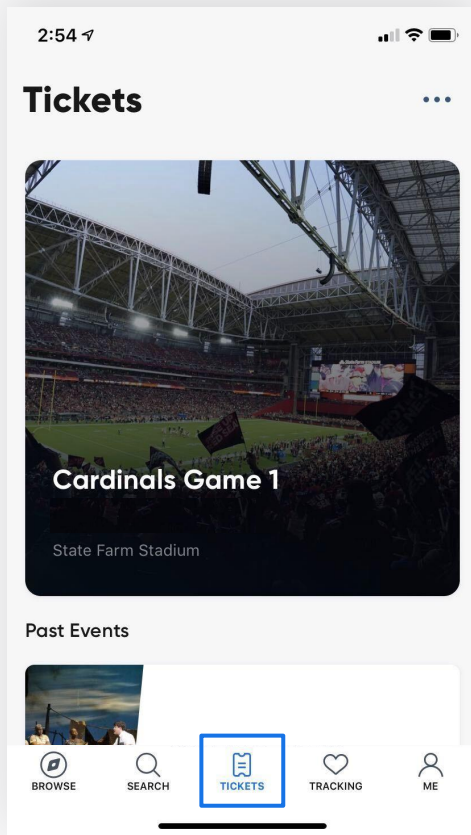 2:54
Tickets
Cardinals Game 1
State Farm Stadium
Past Events
BROWSE
SEARCH
TICKETS
TRACKING
ME